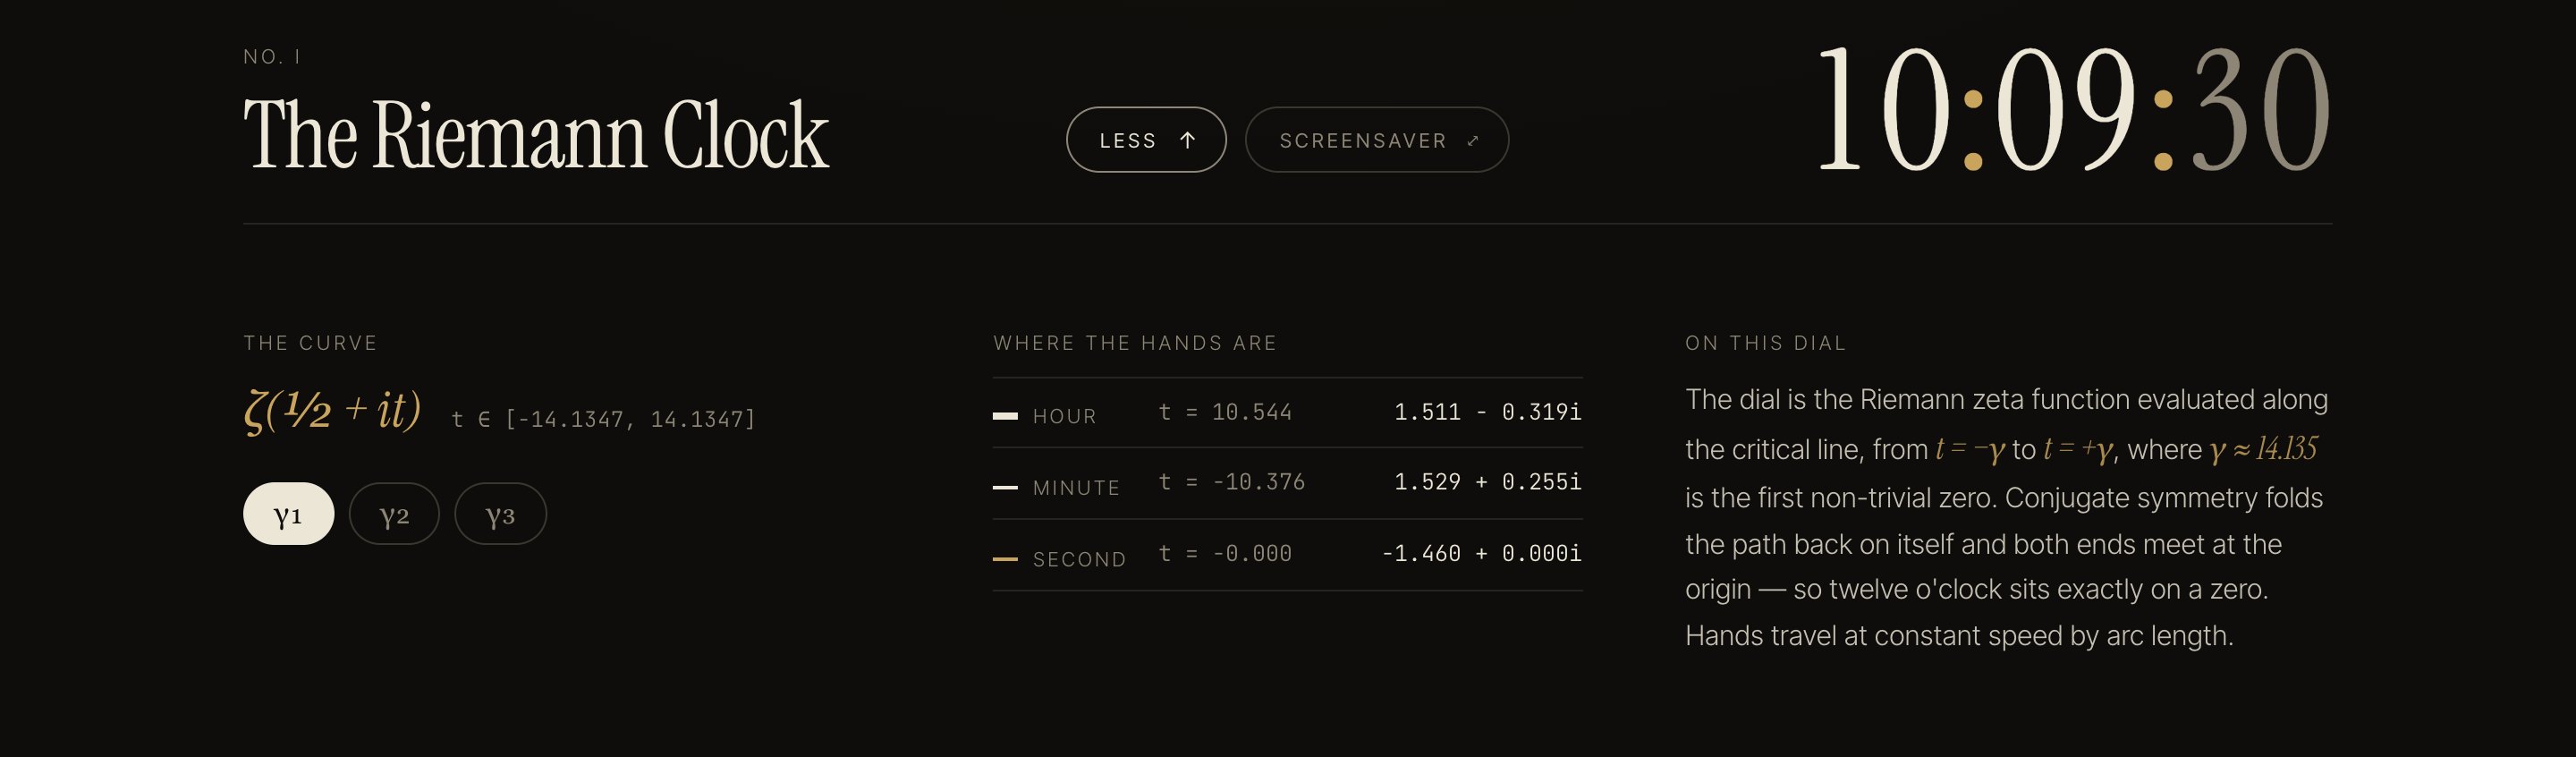 NO. I
The Riemann Clock
LESS ↑
SCREENSAVER ⤢
10:09:30
THE CURVE
ζ(½ + it) t ∈ [-14.1347, 14.1347]
γ1 γ2 γ3
WHERE THE HANDS ARE
HOUR t = 10.544 1.511 - 0.319i
MINUTE t = -10.376 1.529 + 0.255i
SECOND t = -0.000 -1.460 + 0.000i
ON THIS DIAL
The dial is the Riemann zeta function evaluated along
the critical line, from t = −γ to t = +γ, where γ ≈ 14.135
is the first non-trivial zero. Conjugate symmetry folds
the path back on itself and both ends meet at the
origin — so twelve o'clock sits exactly on a zero.
Hands travel at constant speed by arc length.